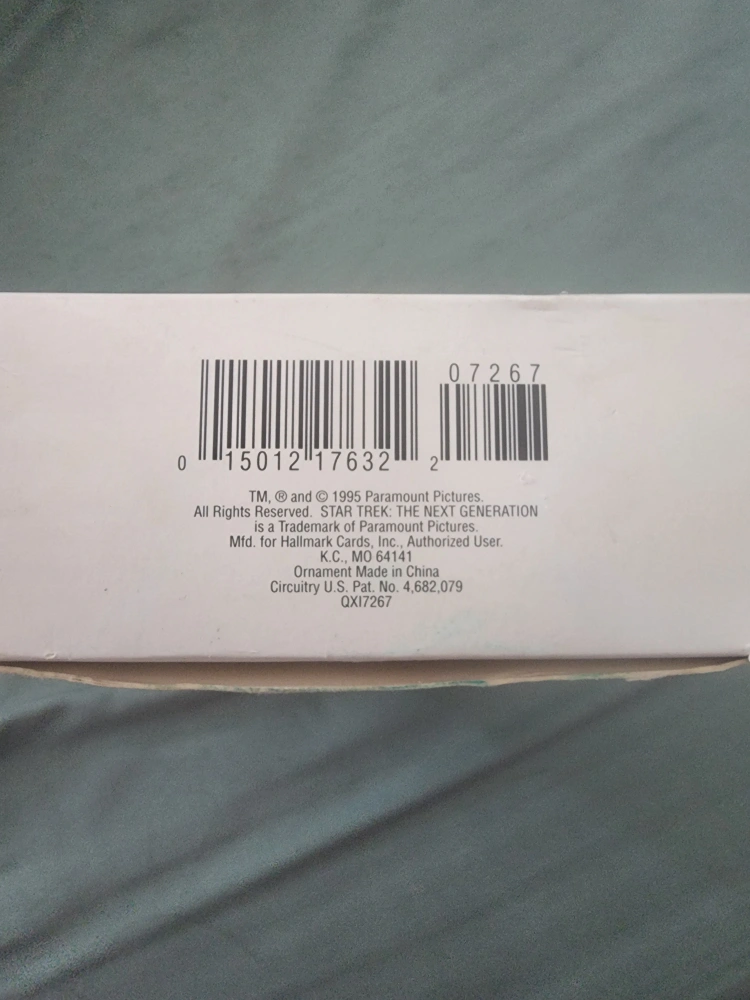 07267
0 15012 17632 2
TM, ® and © 1995 Paramount Pictures.
All Rights Reserved. STAR TREK: THE NEXT GENERATION
is a Trademark of Paramount Pictures.
Mfd. for Hallmark Cards, Inc., Authorized User.
K.C., MO 64141
Ornament Made in China
Circuitry U.S. Pat. No. 4,682,079
QXI7267